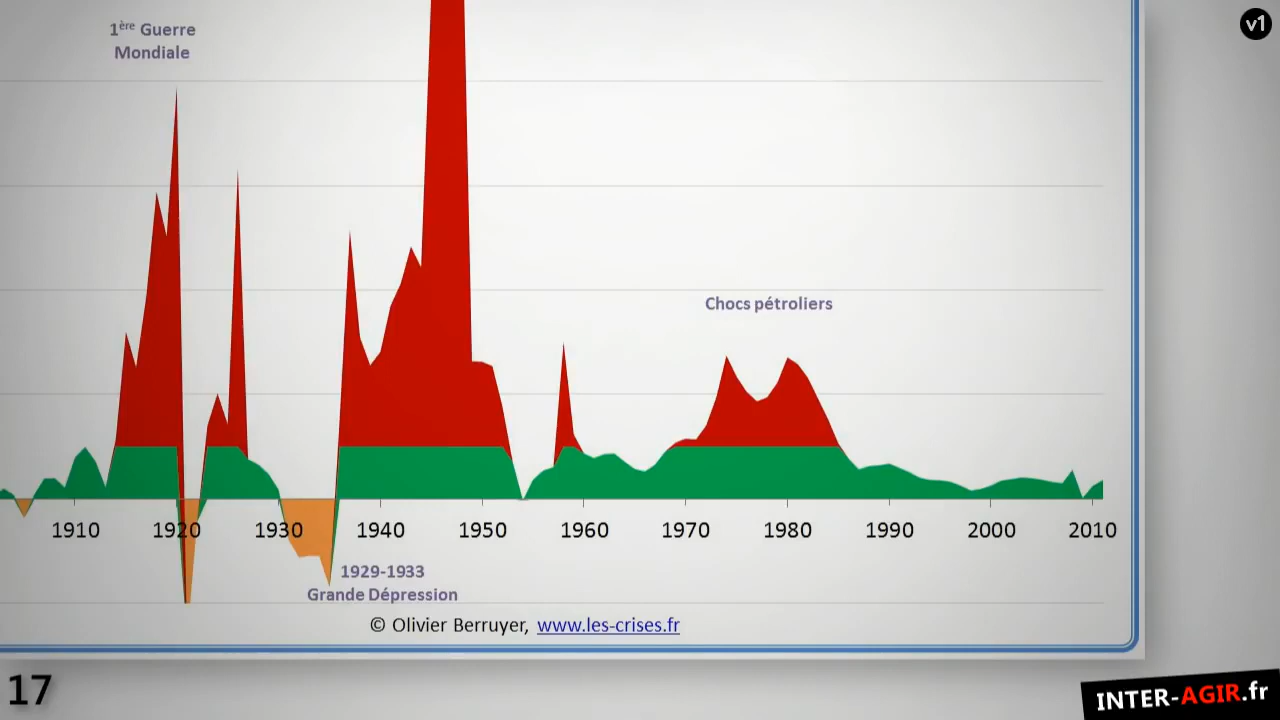 v1
1ère Guerre
Mondiale
Chocs pétroliers
1910 1920 1930 1940 1950 1960 1970 1980 1990 2000 2010
1929-1933
Grande Dépression
© Olivier Berruyer, www.les-crises.fr
17
INTER-AGIR.fr